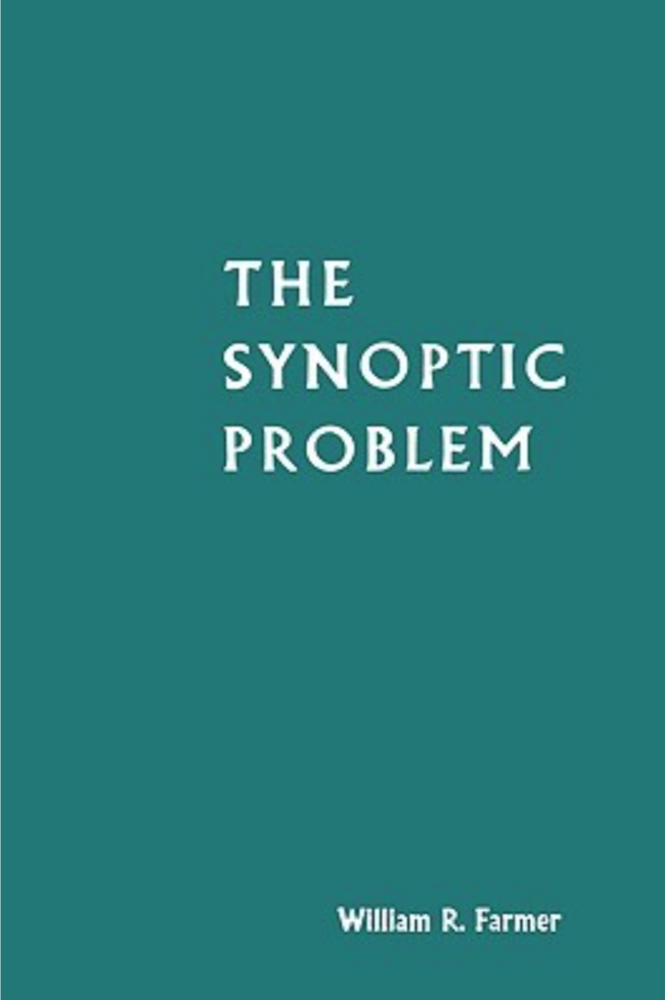 THE
SYNOPTIC
PROBLEM
William R. Farmer